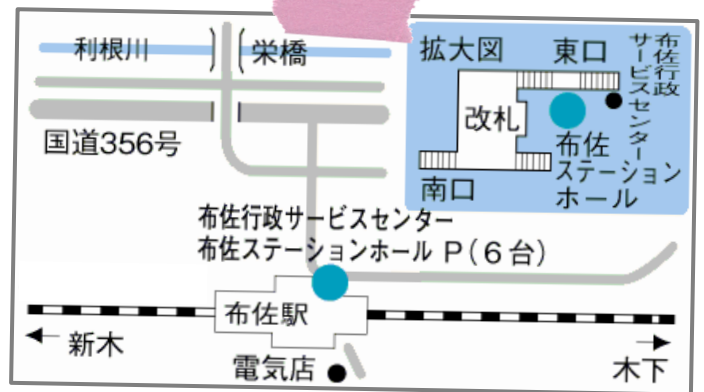 利根川
栄橋
国道356号
拡大図
東口
布佐行政
サービスセンター
改札
布佐
ステーション
ホール
南口
布佐行政サービスセンター
布佐ステーションホール P(6台)
布佐駅
新木
電気店
木下